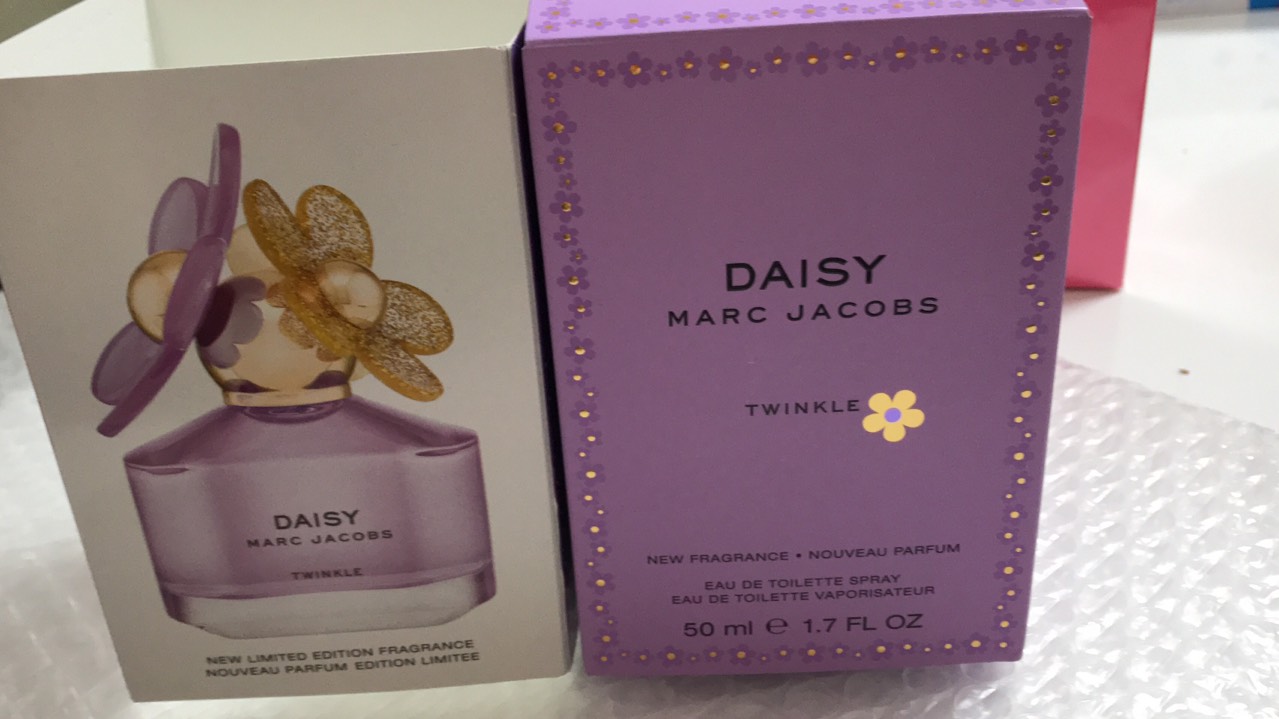 DAISY
MARC JACOBS
TWINKLE
NEW LIMITED EDITION FRAGRANCE
NOUVEAU PARFUM EDITION LIMITEE
DAISY
MARC JACOBS
TWINKLE
NEW FRAGRANCE • NOUVEAU PARFUM
EAU DE TOILETTE SPRAY
EAU DE TOILETTE VAPORISATEUR
50 ml ℮ 1.7 FL OZ